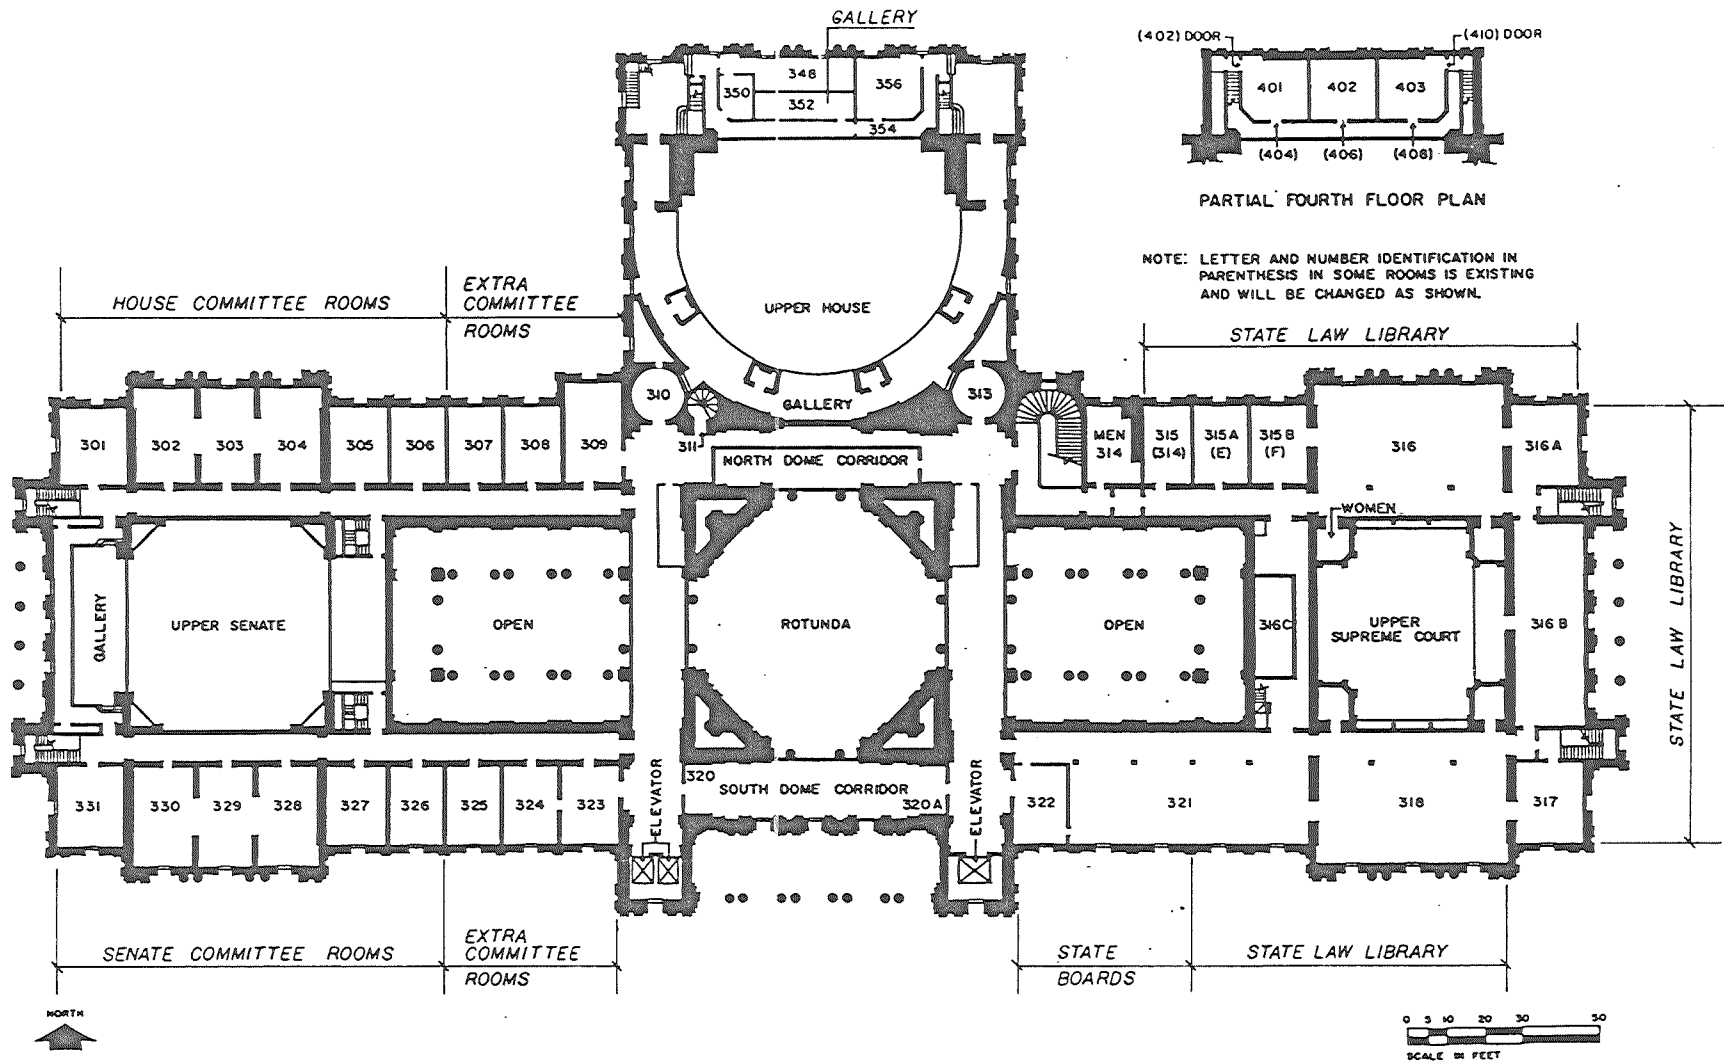 GALLERY
(402) DOOR
(410) DOOR
348
350
352
356
354
401
402
403
(404)
(406)
(408)
PARTIAL FOURTH FLOOR PLAN
NOTE: LETTER AND NUMBER IDENTIFICATION IN
PARENTHESIS IN SOME ROOMS IS EXISTING
AND WILL BE CHANGED AS SHOWN.
HOUSE COMMITTEE ROOMS
EXTRA
COMMITTEE
ROOMS
UPPER HOUSE
STATE LAW LIBRARY
310
313
GALLERY
301
302
303
304
305
306
307
308
309
311
NORTH DOME CORRIDOR
MEN
314
315
(314)
315A
(E)
315B
(F)
316
316A
WOMEN
GALLERY
UPPER SENATE
OPEN
ROTUNDA
OPEN
316C
UPPER
SUPREME COURT
316B
STATE LAW LIBRARY
331
330
329
328
327
326
325
324
323
ELEVATOR
320
SOUTH DOME CORRIDOR
320A
ELEVATOR
322
321
318
317
SENATE COMMITTEE ROOMS
EXTRA
COMMITTEE
ROOMS
STATE
BOARDS
STATE LAW LIBRARY
NORTH
0 5 10 20 30 50
SCALE IN FEET